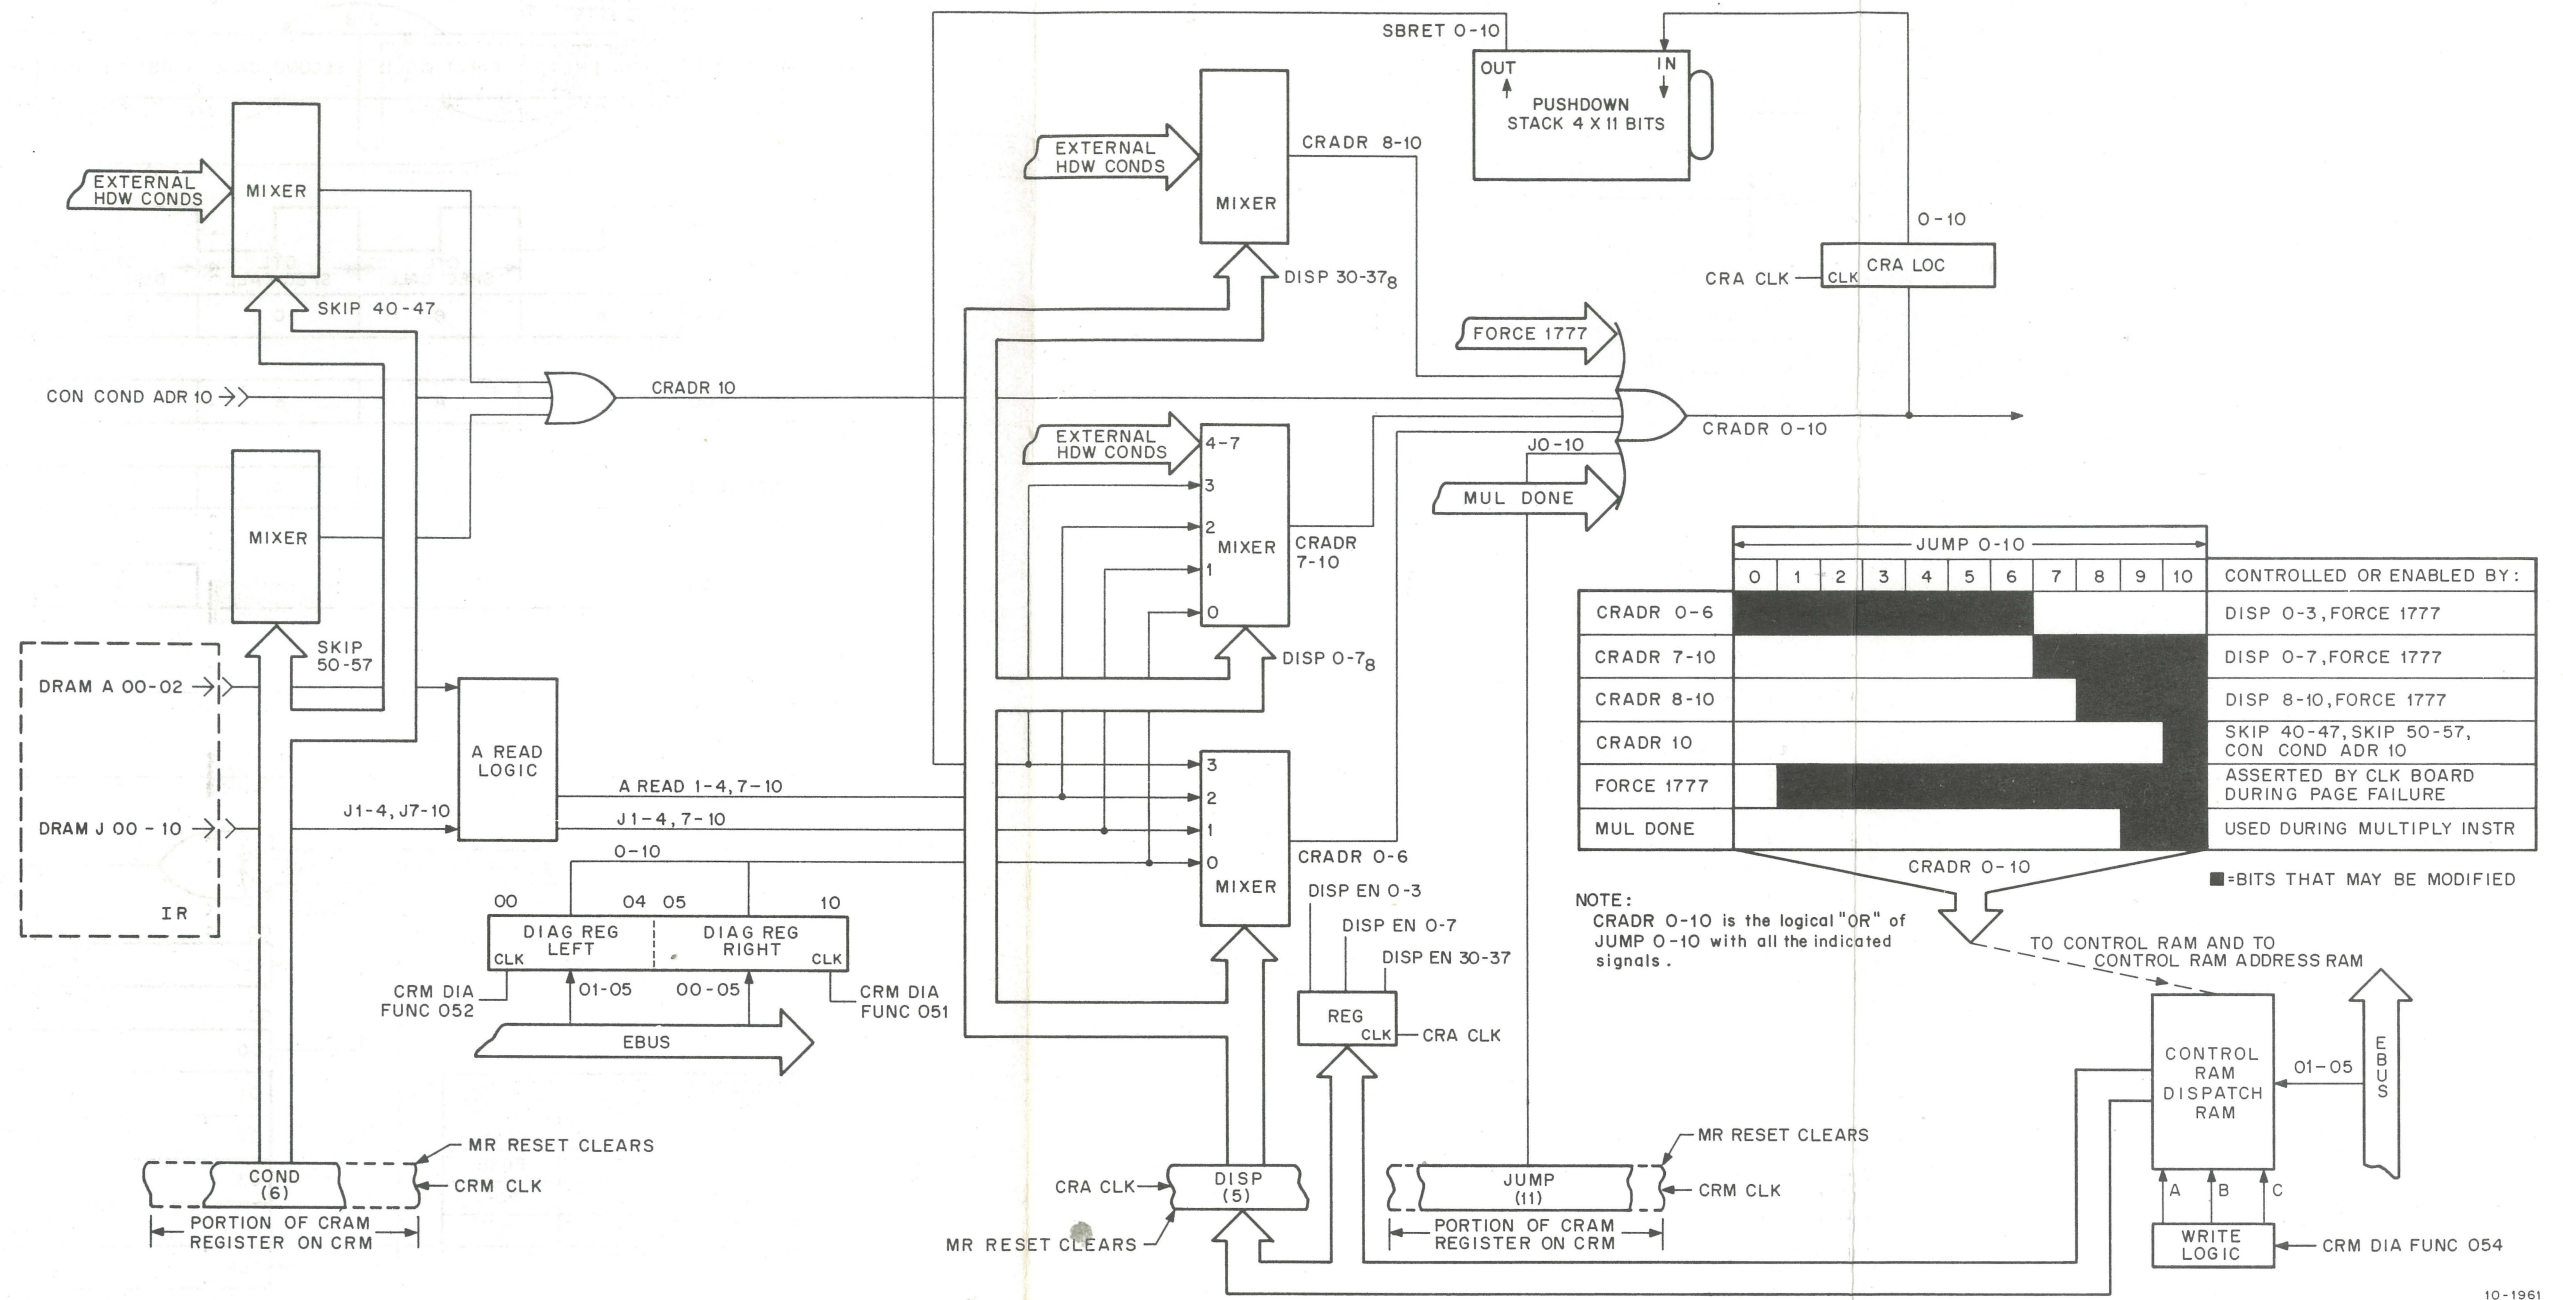 SBRET 0-10
OUT
IN
PUSHDOWN
STACK 4 X 11 BITS
EXTERNAL
HDW CONDS
MIXER
SKIP 40-47
CON COND ADR 10
CRADR 10
MIXER
SKIP
50-57
DRAM A 00-02
DRAM J 00 - 10
IR
A READ
LOGIC
J1-4, J7-10
A READ 1-4, 7-10
J1-4, 7-10
0-10
00
04
05
10
DIAG REG
LEFT
DIAG REG
RIGHT
CLK
CLK
CRM DIA
FUNC 052
01-05
00-05
CRM DIA
FUNC 051
EBUS
MR RESET CLEARS
COND
(6)
CRM CLK
PORTION OF CRAM
REGISTER ON CRM
EXTERNAL
HDW CONDS
MIXER
CRADR 8-10
DISP 30-37₈
EXTERNAL
HDW CONDS
4-7
3
2
1
0
MIXER
CRADR
7-10
DISP 0-7₈
3
2
1
0
MIXER
CRADR 0-6
FORCE 1777
J0-10
MUL DONE
CRADR 0-10
0-10
CRA LOC
CRA CLK
CLK
DISP EN 0-3
DISP EN 0-7
DISP EN 30-37
REG
CLK
CRA CLK
CRA CLK
DISP
(5)
MR RESET CLEARS
MR RESET CLEARS
JUMP
(11)
CRM CLK
PORTION OF CRAM
REGISTER ON CRM
JUMP 0-10
0 1 2 3 4 5 6 7 8 9 10 CONTROLLED OR ENABLED BY:
CRADR 0-6 DISP 0-3, FORCE 1777
CRADR 7-10 DISP 0-7, FORCE 1777
CRADR 8-10 DISP 8-10, FORCE 1777
CRADR 10 SKIP 40-47, SKIP 50-57,
CON COND ADR 10
FORCE 1777 ASSERTED BY CLK BOARD
DURING PAGE FAILURE
MUL DONE USED DURING MULTIPLY INSTR
CRADR 0-10
■=BITS THAT MAY BE MODIFIED
NOTE:
CRADR 0-10 is the logical "OR" of
JUMP 0-10 with all the indicated
signals.
TO CONTROL RAM AND TO
CONTROL RAM ADDRESS RAM
CONTROL
RAM
DISPATCH
RAM
01-05
EBUS
A
B
C
WRITE
LOGIC
CRM DIA FUNC 054
10-1961